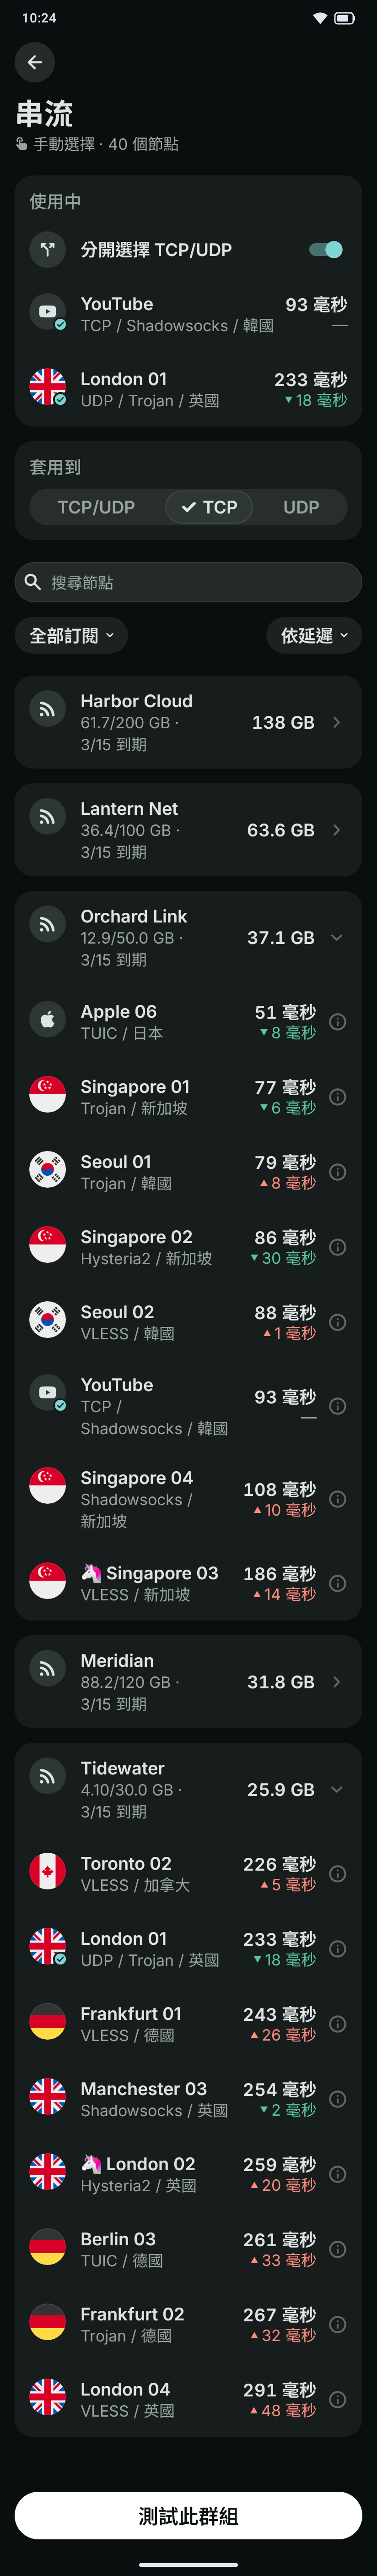 10:24
串流
手動選擇 · 40 個節點
使用中
分開選擇 TCP/UDP
YouTube
93 毫秒
TCP / Shadowsocks / 韓國
—
London 01
233 毫秒
UDP / Trojan / 英國
▼18 毫秒
套用到
TCP/UDP
TCP
UDP
搜尋節點
全部訂閱
依延遲
Harbor Cloud
61.7/200 GB ·
3/15 到期
138 GB
Lantern Net
36.4/100 GB ·
3/15 到期
63.6 GB
Orchard Link
12.9/50.0 GB ·
3/15 到期
37.1 GB
Apple 06
51 毫秒
TUIC / 日本
▼8 毫秒
Singapore 01
77 毫秒
Trojan / 新加坡
▼6 毫秒
Seoul 01
79 毫秒
Trojan / 韓國
▲8 毫秒
Singapore 02
86 毫秒
Hysteria2 / 新加坡
▼30 毫秒
Seoul 02
88 毫秒
VLESS / 韓國
▲1 毫秒
YouTube
93 毫秒
TCP /
Shadowsocks / 韓國
—
Singapore 04
108 毫秒
Shadowsocks /
新加坡
▲10 毫秒
🦄 Singapore 03
186 毫秒
VLESS / 新加坡
▲14 毫秒
Meridian
88.2/120 GB ·
3/15 到期
31.8 GB
Tidewater
4.10/30.0 GB ·
3/15 到期
25.9 GB
Toronto 02
226 毫秒
VLESS / 加拿大
▲5 毫秒
London 01
233 毫秒
UDP / Trojan / 英國
▼18 毫秒
Frankfurt 01
243 毫秒
VLESS / 德國
▲26 毫秒
Manchester 03
254 毫秒
Shadowsocks / 英國
▼2 毫秒
🦄 London 02
259 毫秒
Hysteria2 / 英國
▲20 毫秒
Berlin 03
261 毫秒
TUIC / 德國
▲33 毫秒
Frankfurt 02
267 毫秒
Trojan / 德國
▲32 毫秒
London 04
291 毫秒
VLESS / 英國
▲48 毫秒
測試此群組